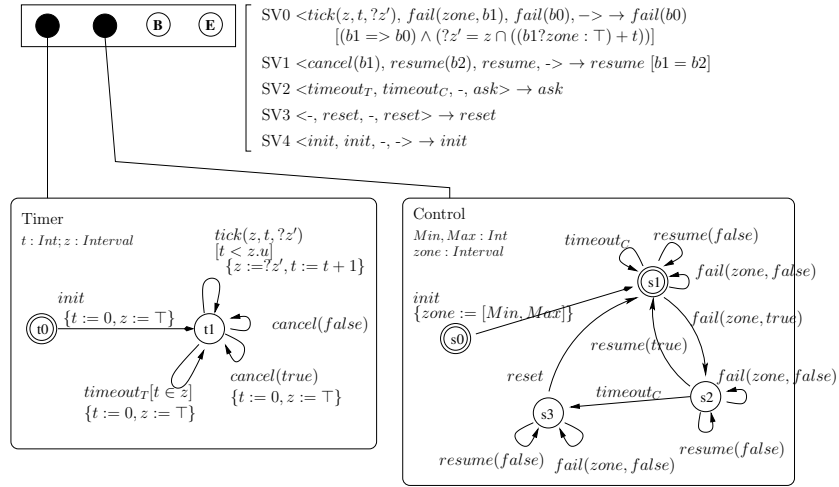 B E
SV0 <tick(z, t, ?z′), fail(zone, b1), fail(b0), −> → fail(b0)
[(b1 => b0) ∧ (?z′ = z ∩ ((b1?zone : ⊤) + t))]
SV1 <cancel(b1), resume(b2), resume, -> → resume [b1 = b2]
SV2 <timeout_T, timeout_C, -, ask> → ask
SV3 <-, reset, -, reset> → reset
SV4 <init, init, -, -> → init
Timer
t : Int; z : Interval
tick(z, t, ?z′)
[t < z.u]
{z :=?z′, t := t + 1}
init
{t := 0, z := ⊤}
t0
t1
cancel(false)
cancel(true)
{t := 0, z := ⊤}
timeout_T[t ∈ z]
{t := 0, z := ⊤}
Control
Min, Max : Int
zone : Interval
timeout_C
resume(false)
fail(zone, false)
s1
init
{zone := [Min, Max]}
s0
fail(zone, true)
resume(true)
reset
timeout_C
fail(zone, false)
s2
s3
resume(false)
resume(false)
fail(zone, false)